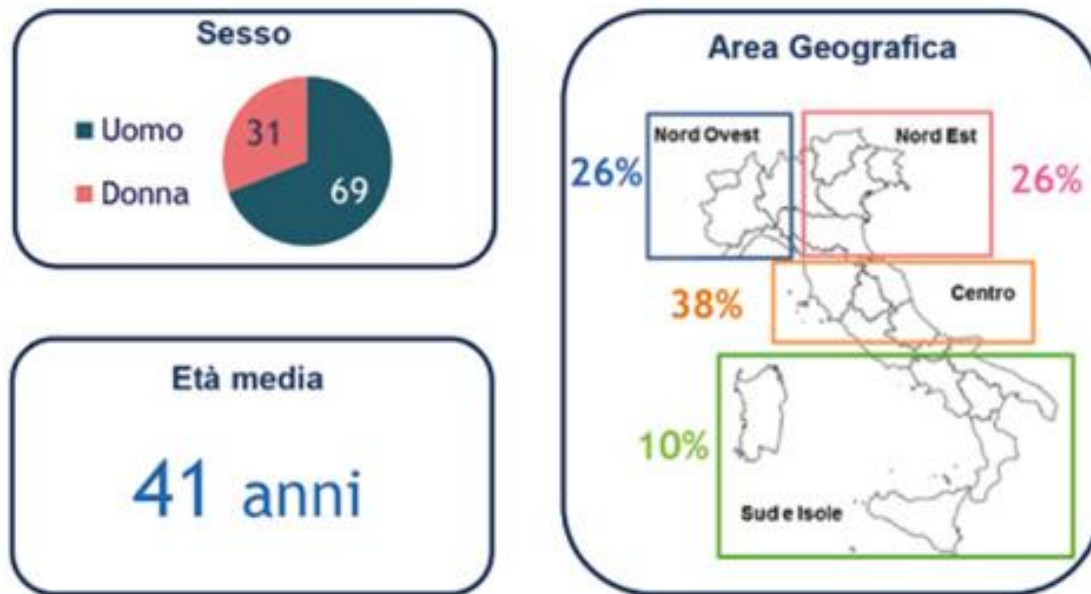 Sesso
Uomo
Donna
31
69
Età media
41 anni
Area Geografica
Nord Ovest
Nord Est
26%
26%
38%
Centro
10%
Sud e Isole